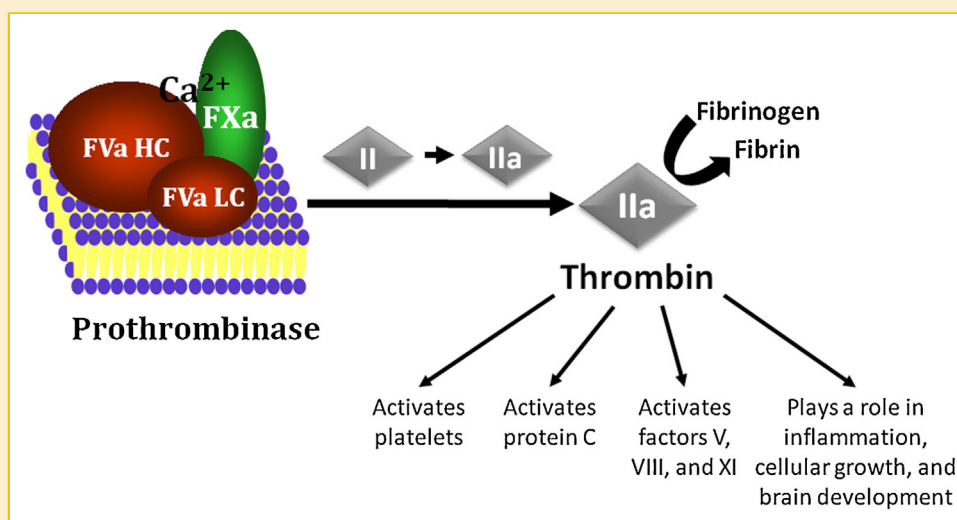 Ca²⁺
FXa
FVa HC
FVa LC
Prothrombinase
II
IIa
IIa
Fibrinogen
Fibrin
Thrombin
Activates
platelets
Activates
protein C
Activates
factors V,
VIII, and XI
Plays a role in
inflammation,
cellular growth, and
brain development